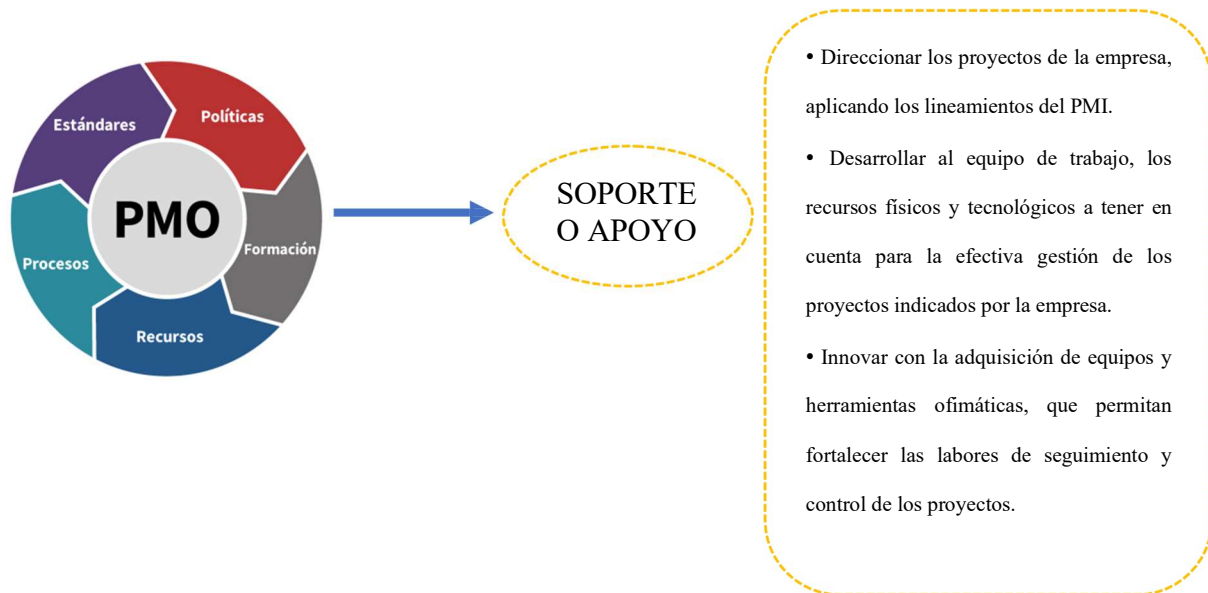 Estándares
Políticas
PMO
Formación
Procesos
Recursos
SOPORTE
O APOYO
• Direccionar los proyectos de la empresa,
aplicando los lineamientos del PMI.
• Desarrollar al equipo de trabajo, los
recursos físicos y tecnológicos a tener en
cuenta para la efectiva gestión de los
proyectos indicados por la empresa.
• Innovar con la adquisición de equipos y
herramientas ofimáticas, que permitan
fortalecer las labores de seguimiento y
control de los proyectos.